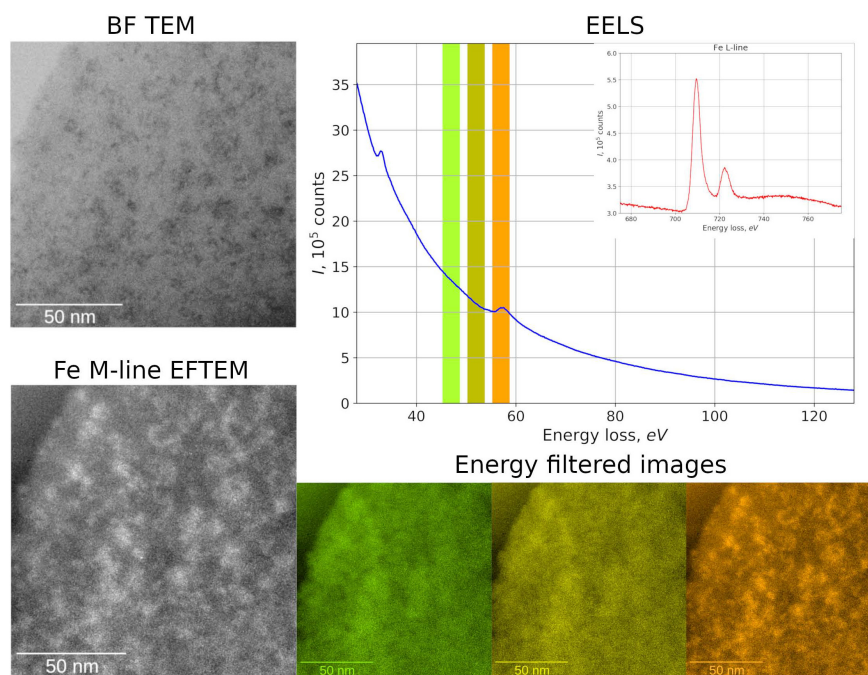 BF TEM
50 nm
EELS
35
30
25
20
15
10
5
0
I, 10⁵ counts
40
60
80
100
120
Energy loss, eV
Fe L-line
6.0
5.5
5.0
4.5
4.0
3.5
3.0
I, 10⁵ counts
680
700
720
740
760
Energy loss, eV
Fe M-line EFTEM
50 nm
Energy filtered images
50 nm
50 nm
50 nm